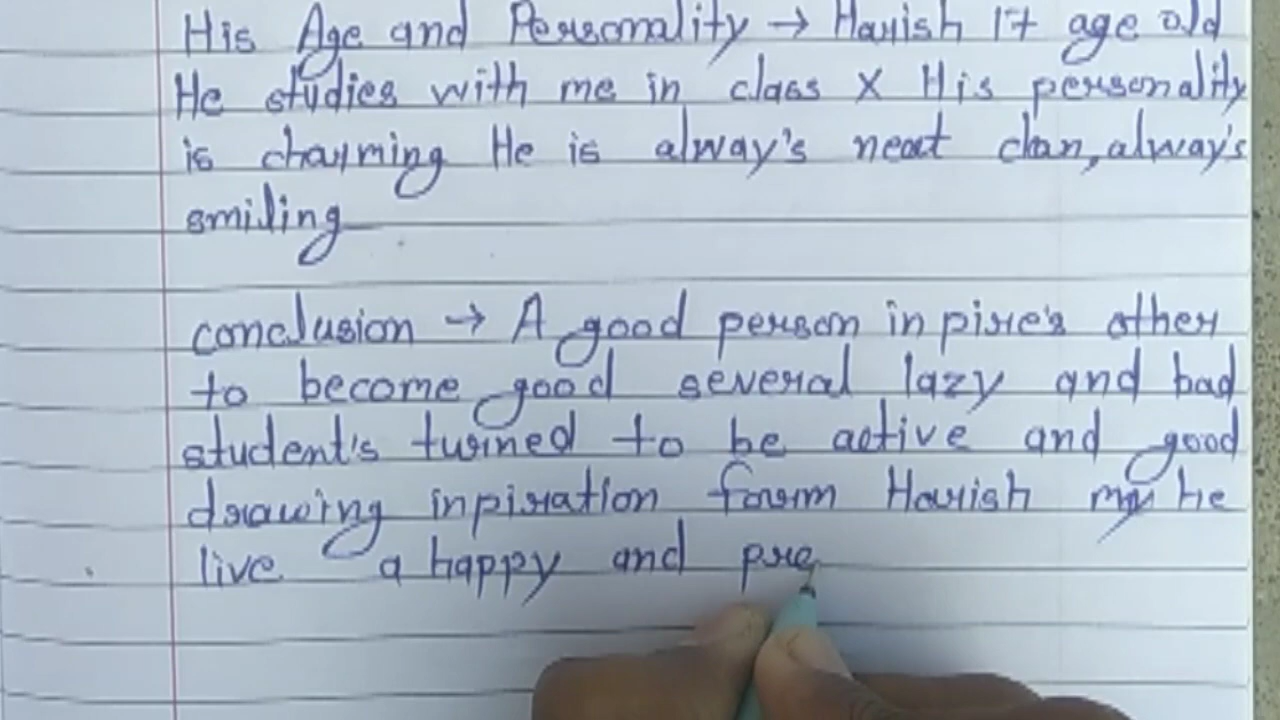 His Age and Personality → Harish 17 age old
He studies with me in class X His personality
is charming He is alway's neat clan, alway's
smiling
conclusion → A good person inpire's other
to become good several lazy and bad
student's turned to be active and good
drawing inpiration form Harish my he
live a happy and pre